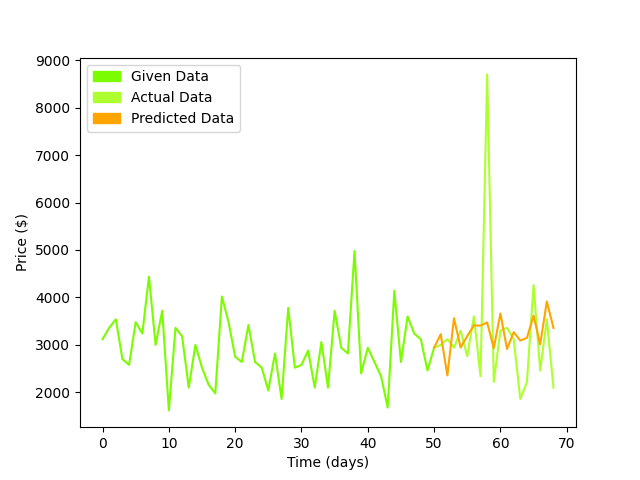 9000
8000
7000
6000
5000
4000
3000
2000
Price ($)
Given Data
Actual Data
Predicted Data
0 10 20 30 40 50 60 70
Time (days)